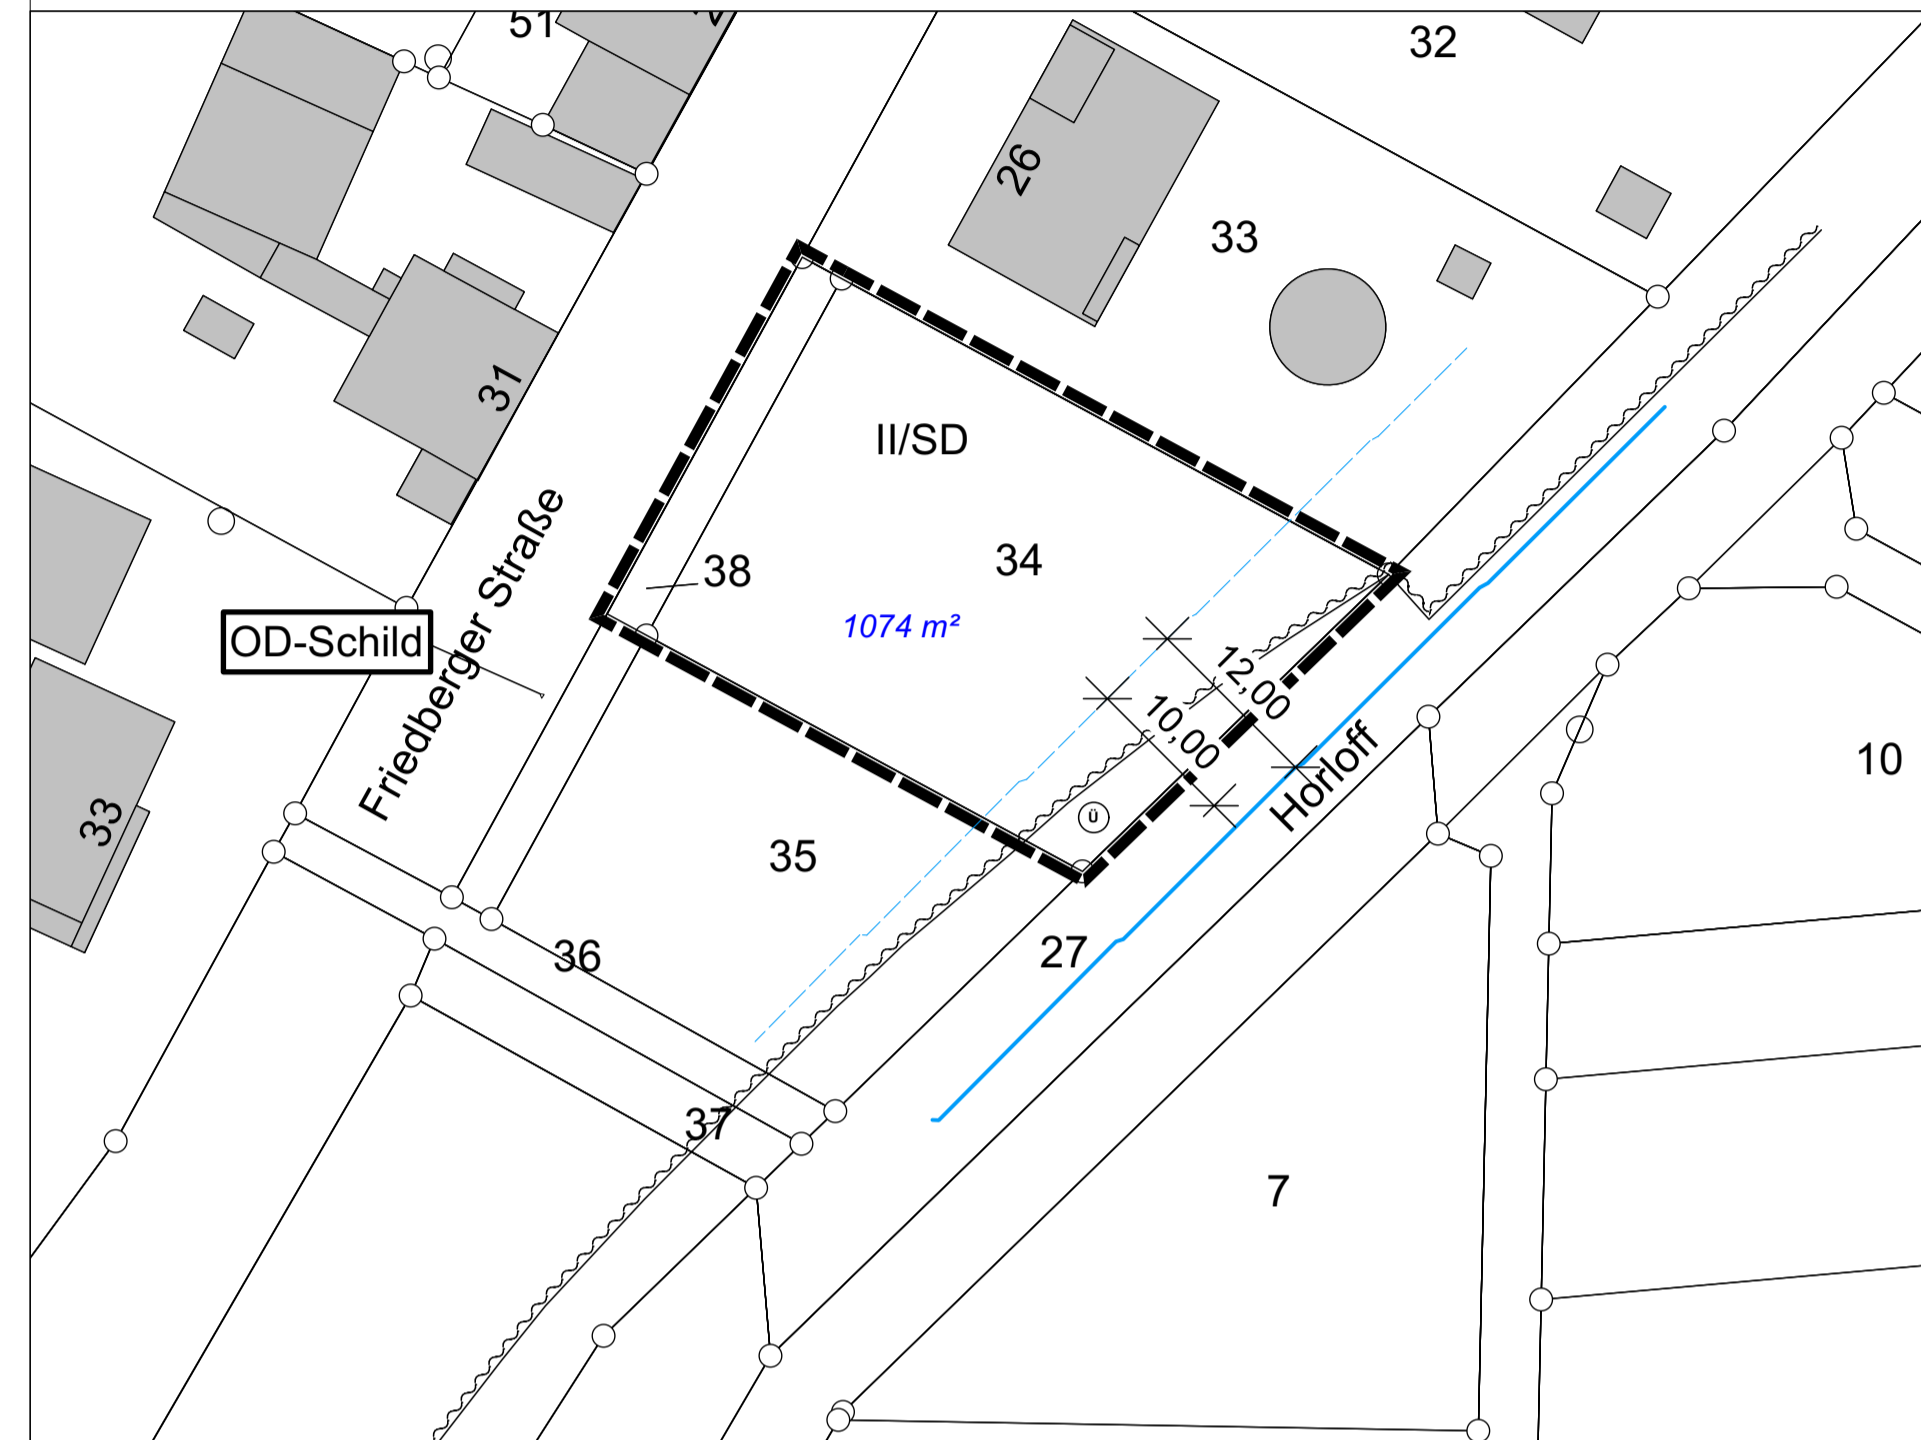 51
32
26
33
31
II/SD
34
38
1074 m²
OD-Schild
Friedberger Straße
12,00
10,00
Horloff
ü
10
33
35
27
36
37
7